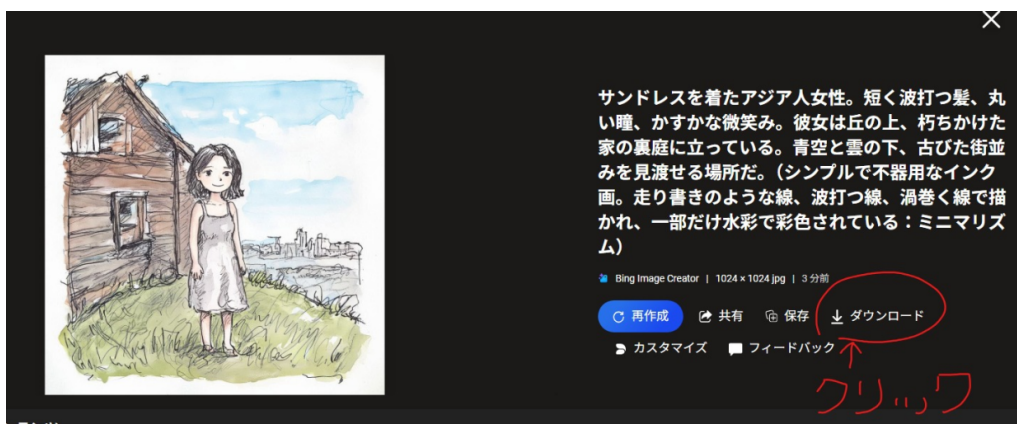 サンドレスを着たアジア人女性。短く波打つ髪、丸
い瞳、かすかな微笑み。彼女は丘の上、朽ちかけた
家の裏庭に立っている。青空と雲の下、古びた街並
みを見渡せる場所だ。（シンプルで不器用なインク
画。走り書きのような線、波打つ線、渦巻く線で描
かれ、一部だけ水彩で彩色されている：ミニマリズ
ム）
Bing Image Creator | 1024 × 1024 jpg | 3 分前
再作成 共有 保存 ダウンロード
カスタマイズ フィードバック
クリック